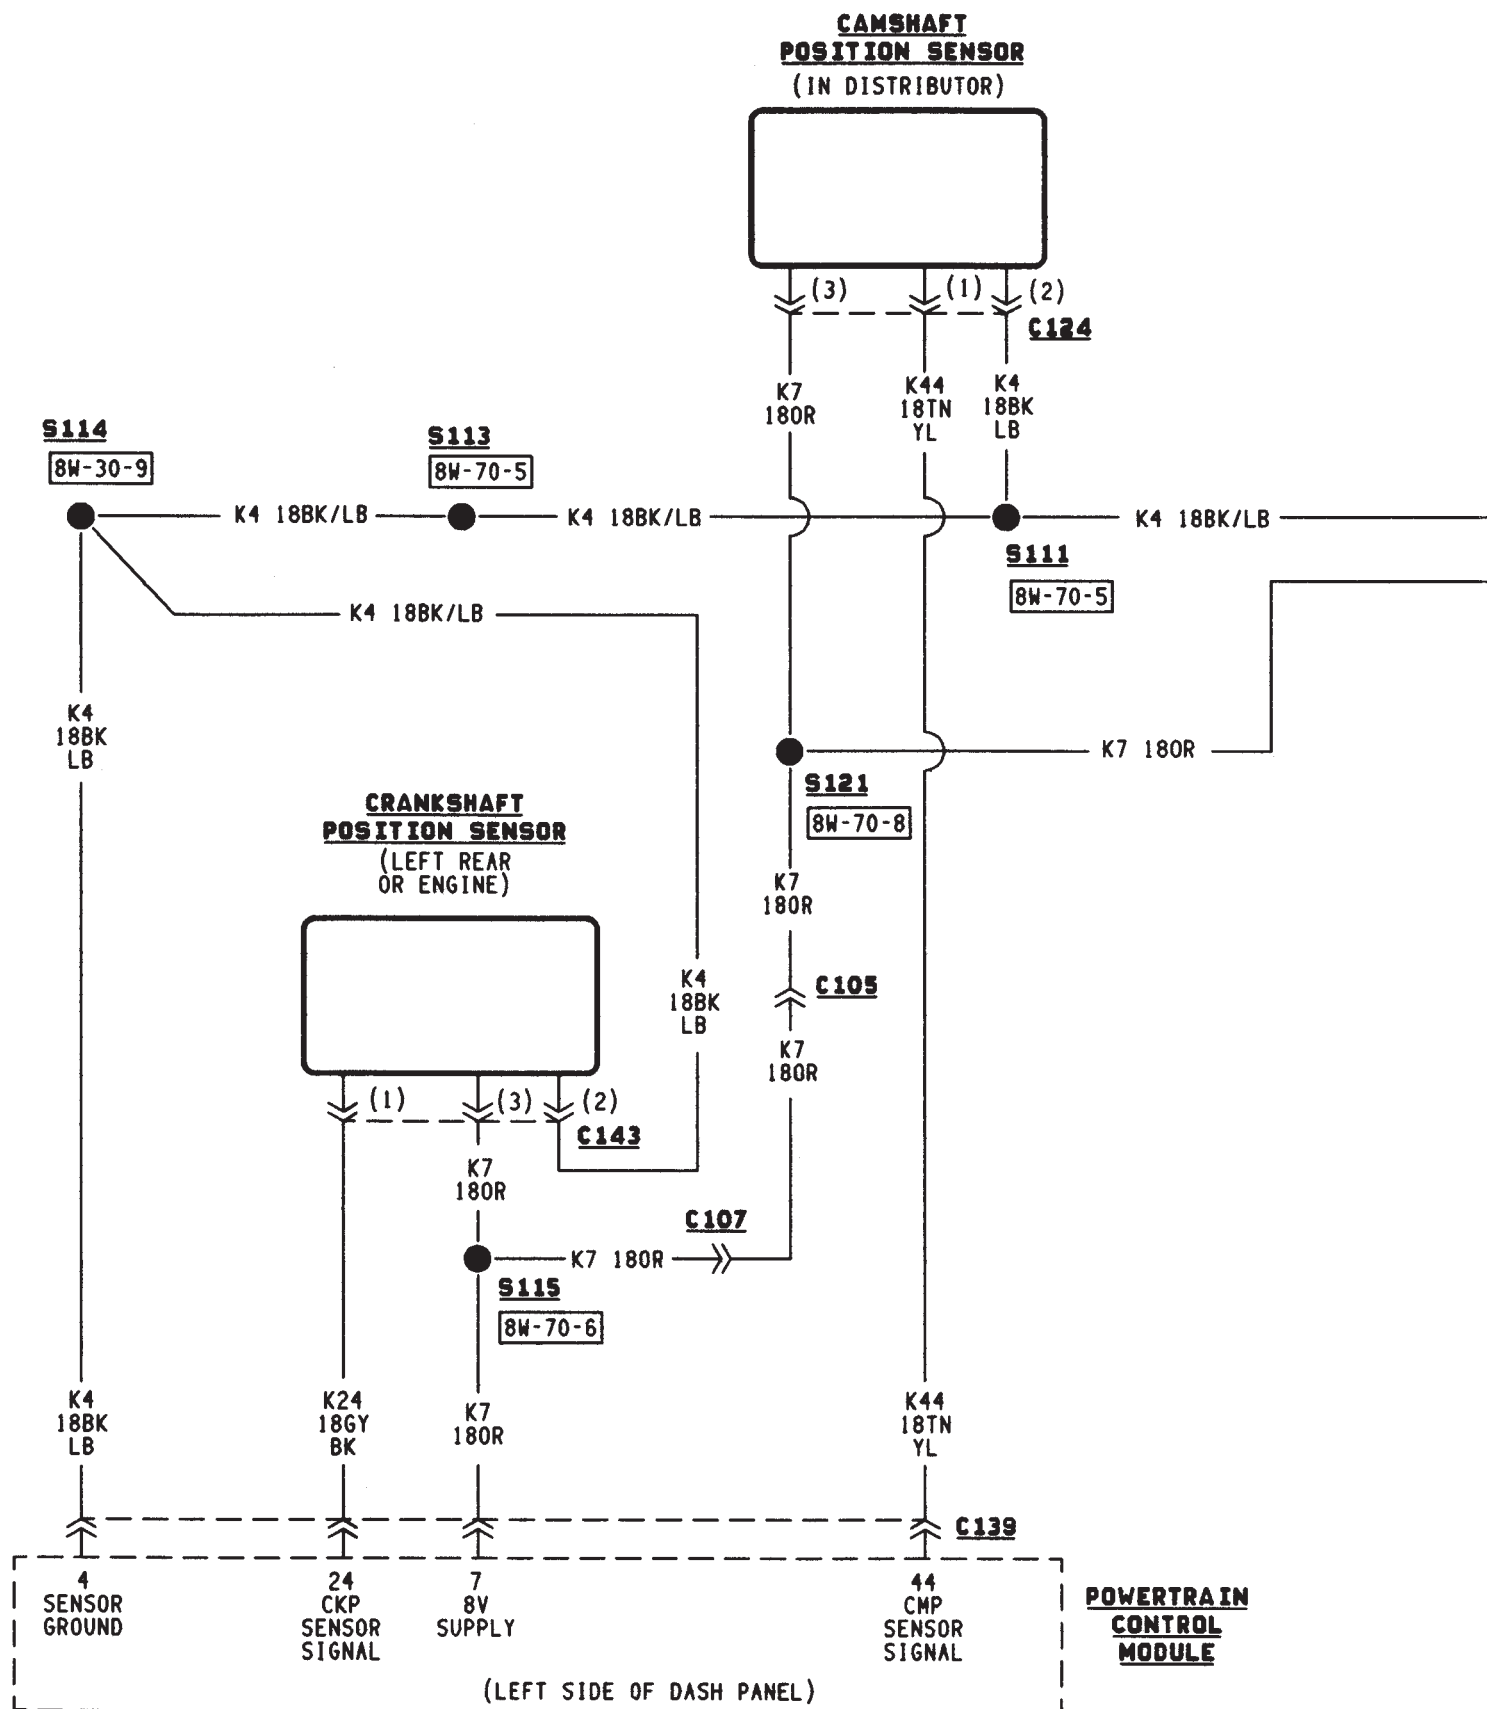 CAMSHAFT
POSITION SENSOR
(IN DISTRIBUTOR)
(3)
(1)
(2)
C124
K7
18OR
K44
18TN
YL
K4
18BK
LB
S114
8W-30-9
S113
8W-70-5
K4 18BK/LB
K4 18BK/LB
K4 18BK/LB
S111
8W-70-5
K4 18BK/LB
K4
18BK
LB
K7 18OR
S121
8W-70-8
CRANKSHAFT
POSITION SENSOR
(LEFT REAR
OR ENGINE)
K7
18OR
K4
18BK
LB
C105
K7
18OR
(1)
(3)
(2)
C143
K7
18OR
C107
K7 18OR
S115
8W-70-6
K4
18BK
LB
K24
18GY
BK
K7
18OR
K44
18TN
YL
C139
4
SENSOR
GROUND
24
CKP
SENSOR
SIGNAL
7
8V
SUPPLY
44
CMP
SENSOR
SIGNAL
POWERTRAIN
CONTROL
MODULE
(LEFT SIDE OF DASH PANEL)